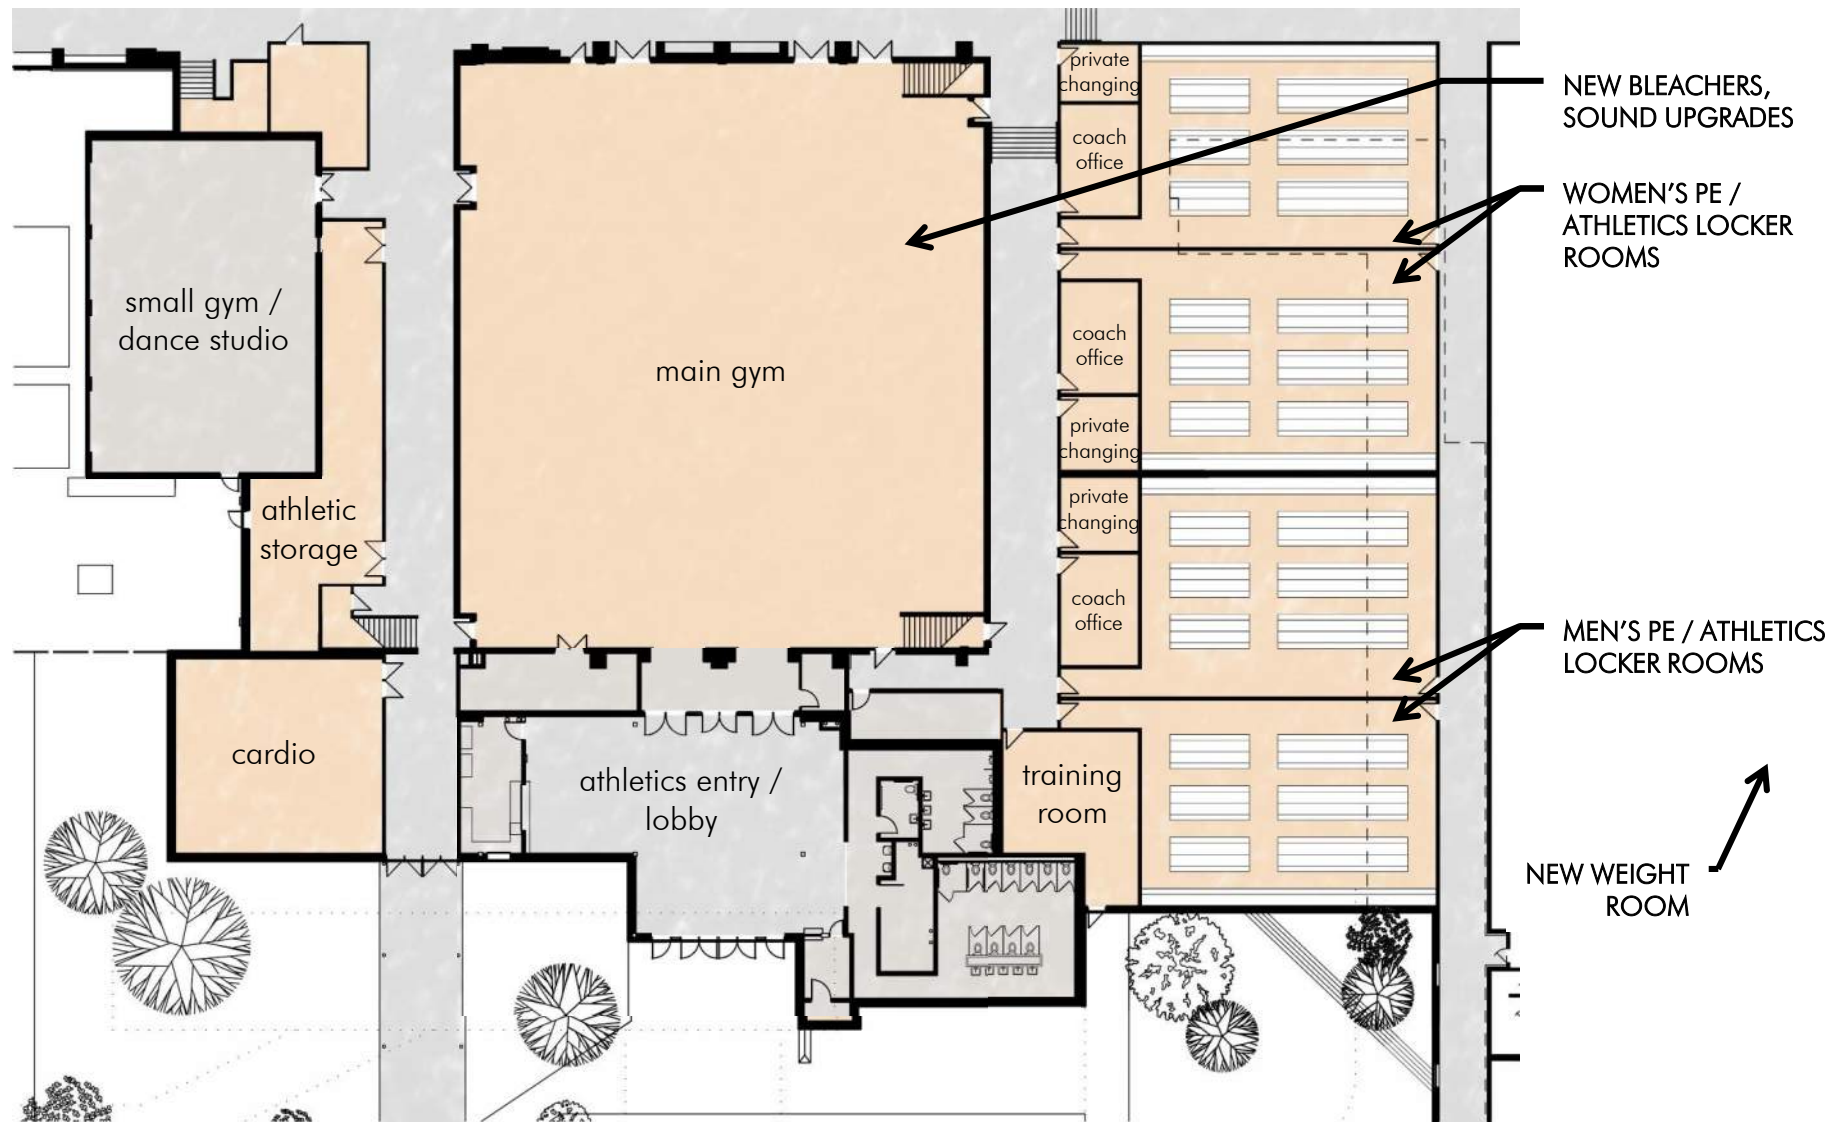 private
changing
NEW BLEACHERS,
SOUND UPGRADES
coach
office
WOMEN'S PE /
ATHLETICS LOCKER
ROOMS
small gym /
dance studio
main gym
coach
office
private
changing
athletic
storage
private
changing
coach
office
MEN'S PE / ATHLETICS
LOCKER ROOMS
cardio
athletics entry /
lobby
training
room
NEW WEIGHT
ROOM